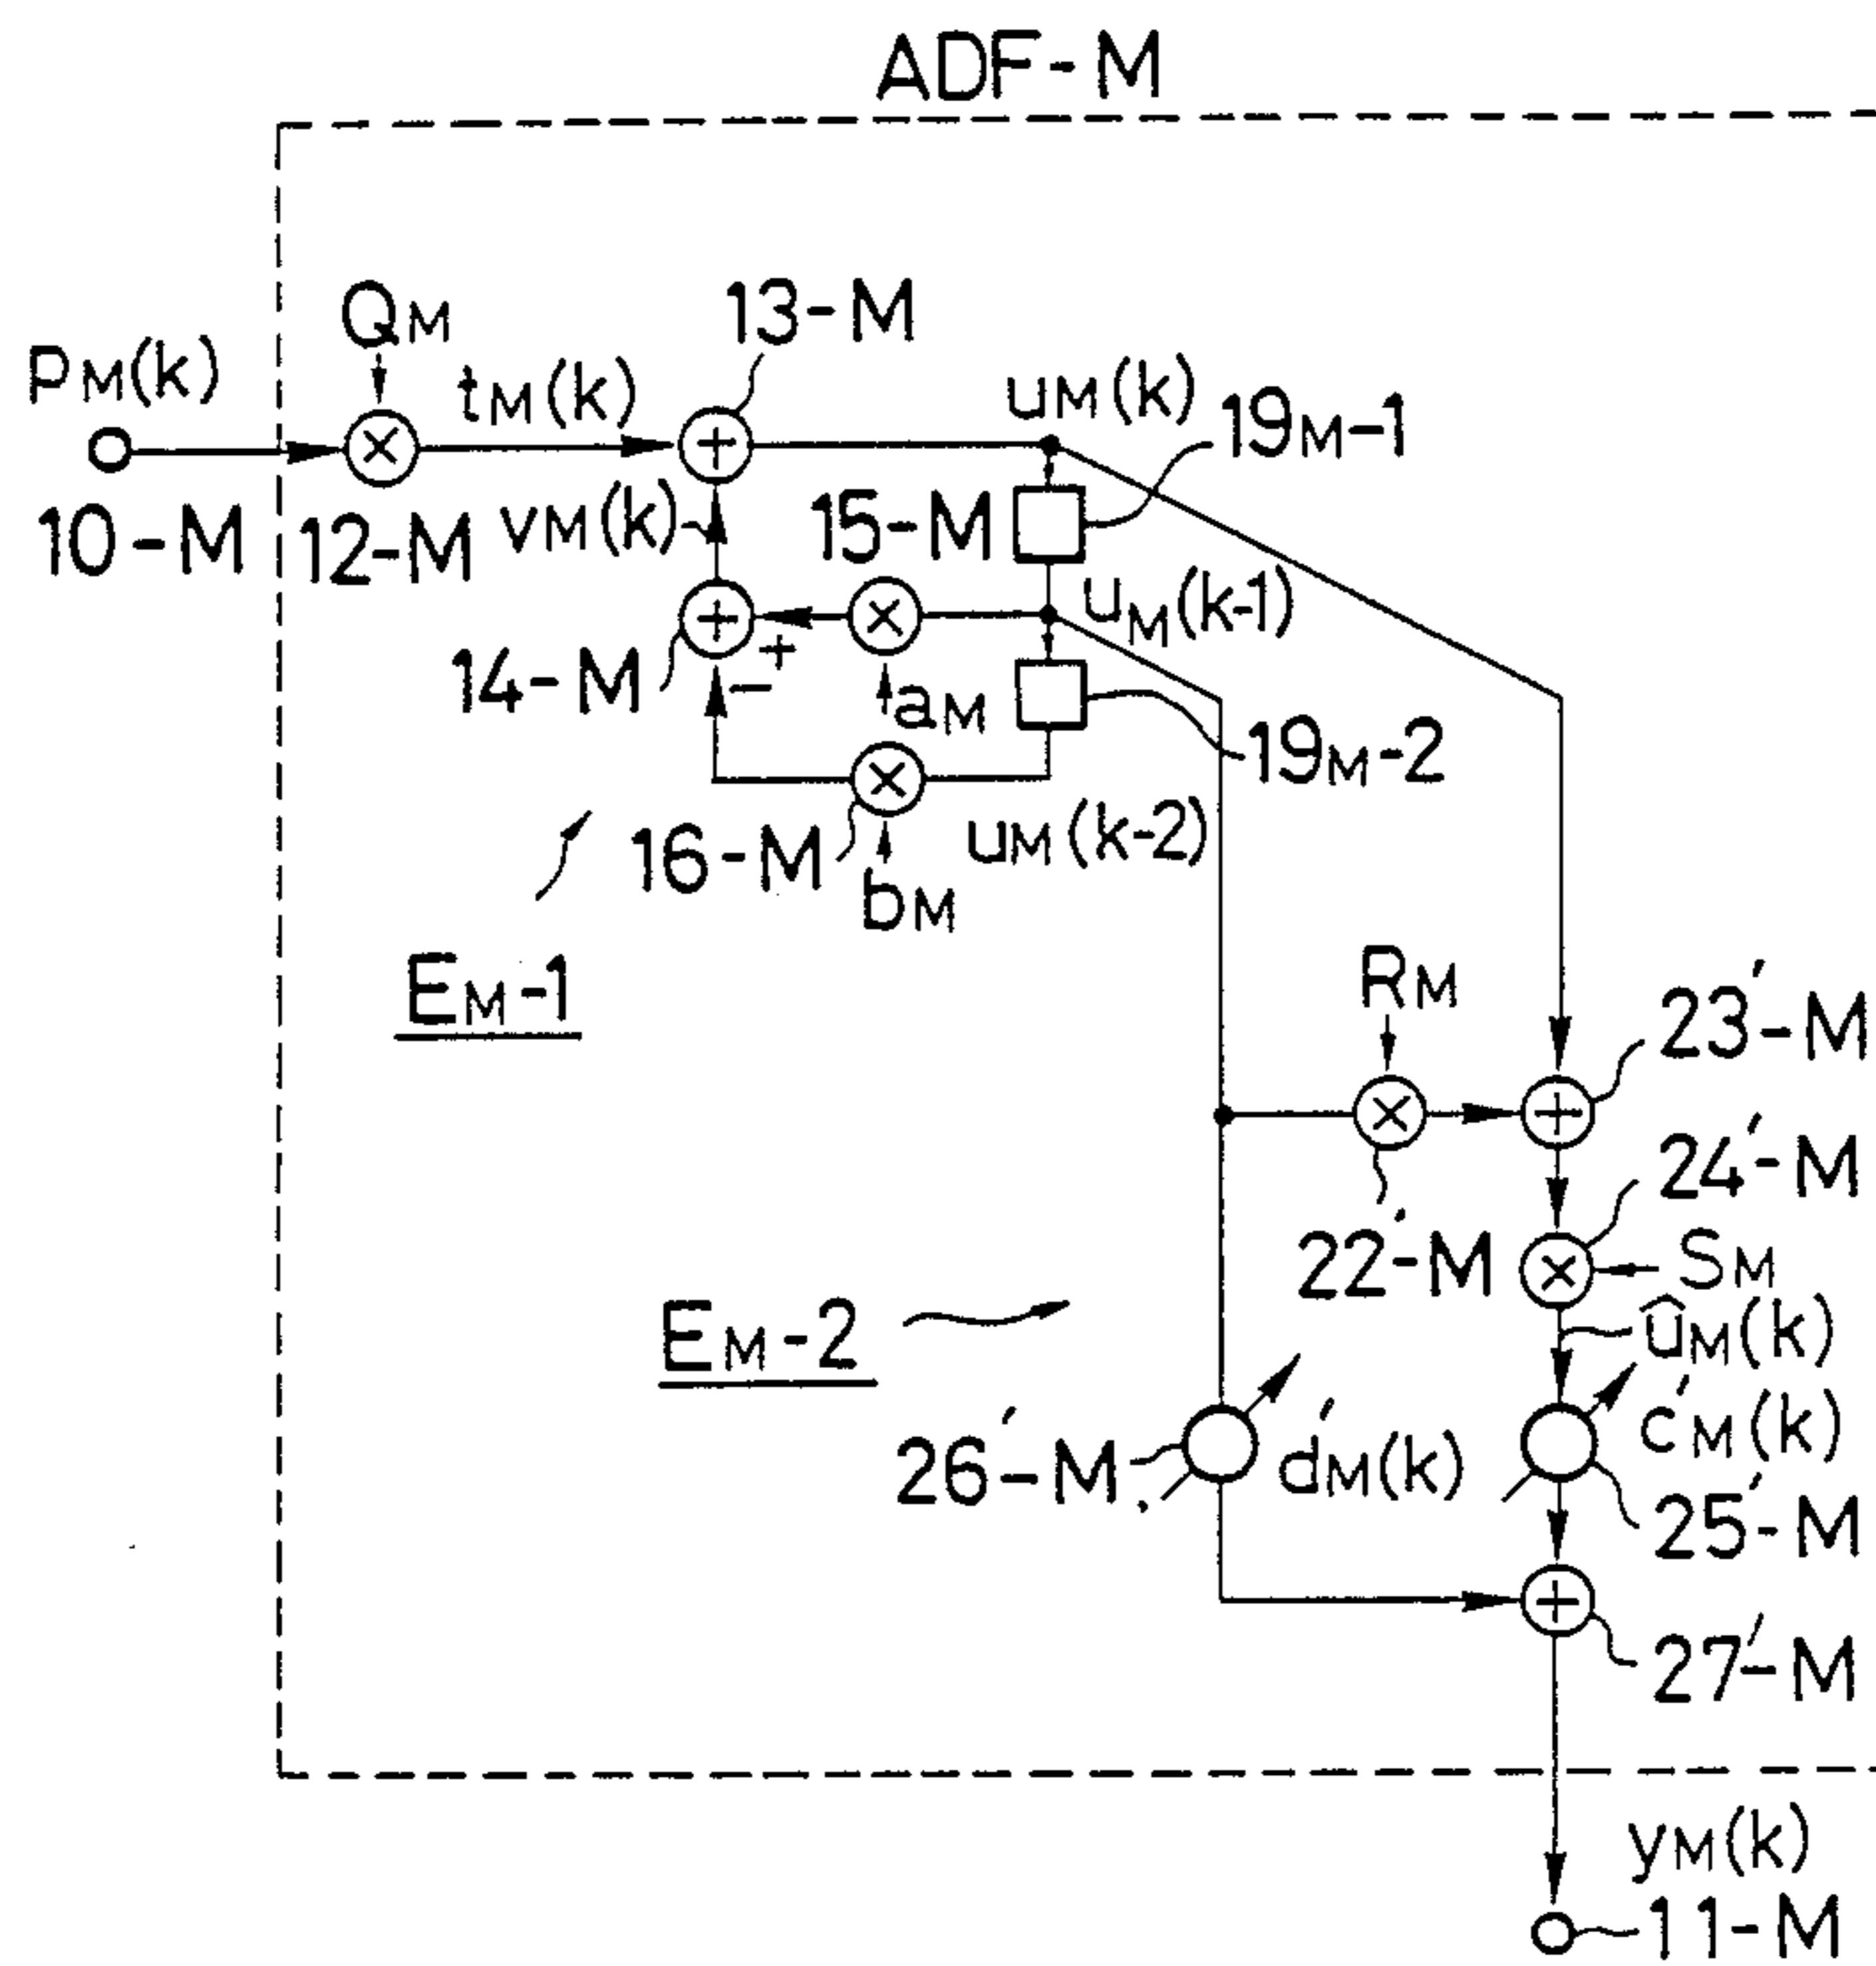 ADF-M
QM
13-M
PM(k)
tM(k)
uM(k)
19M-1
10-M
12-M
vM(k)
15-M
uM(k-1)
14-M
+
−
aM
19M-2
16-M
uM(k-2)
bM
EM-1
RM
23'-M
24'-M
22'-M
SM
EM-2
ûM(k)
c'M(k)
26'-M
d'M(k)
25'-M
27'-M
yM(k)
11-M